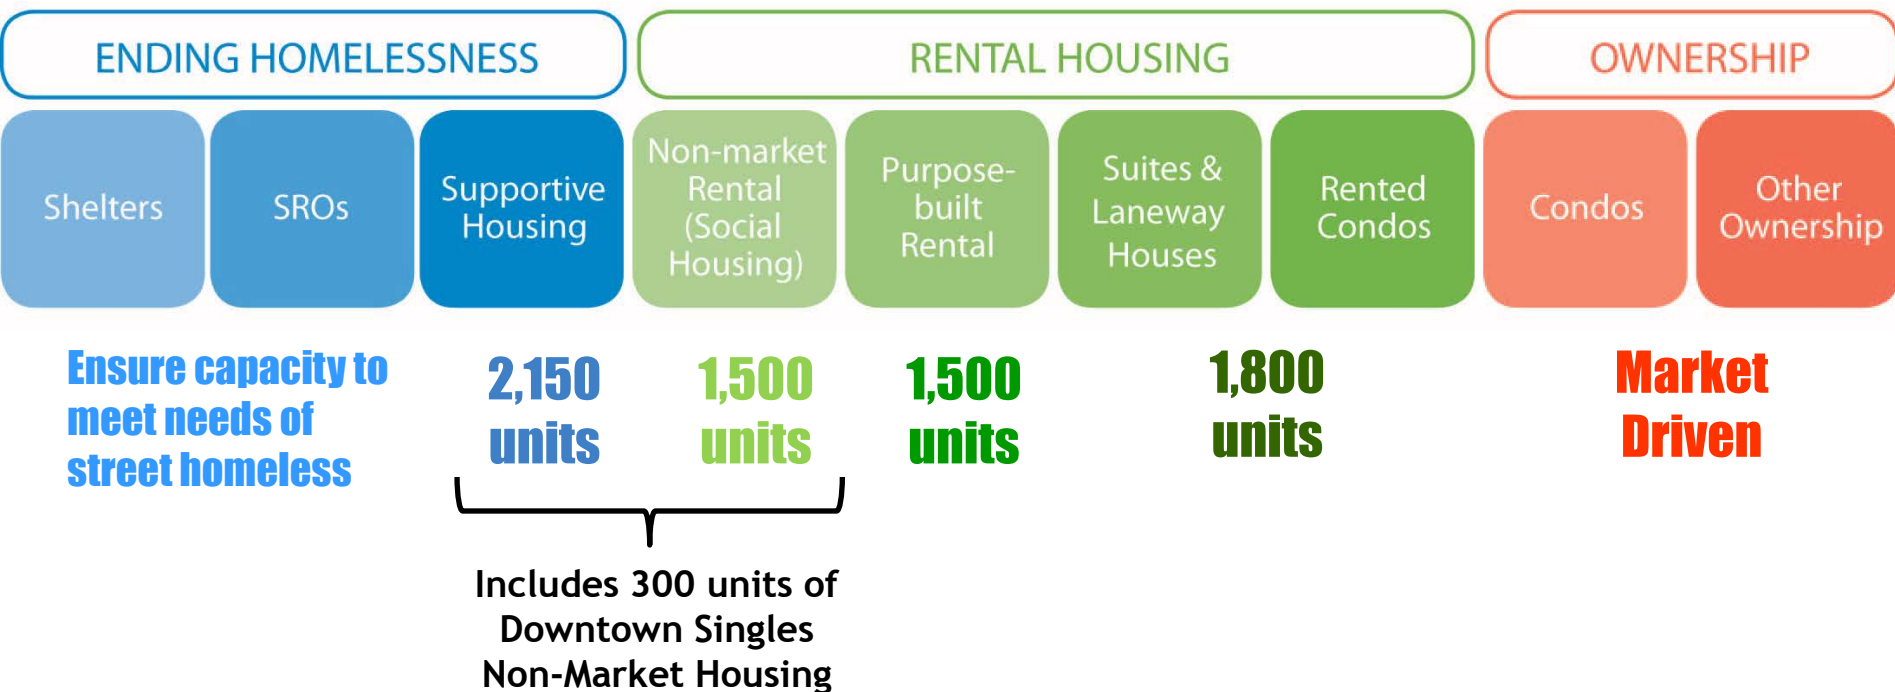 ENDING HOMELESSNESS
RENTAL HOUSING
OWNERSHIP
Shelters
SROs
Supportive
Housing
Non-market
Rental
(Social
Housing)
Purpose-
built
Rental
Suites &
Laneway
Houses
Rented
Condos
Condos
Other
Ownership
Ensure capacity to
meet needs of
street homeless
2,150
units
1,500
units
1,500
units
1,800
units
Market
Driven
Includes 300 units of
Downtown Singles
Non-Market Housing